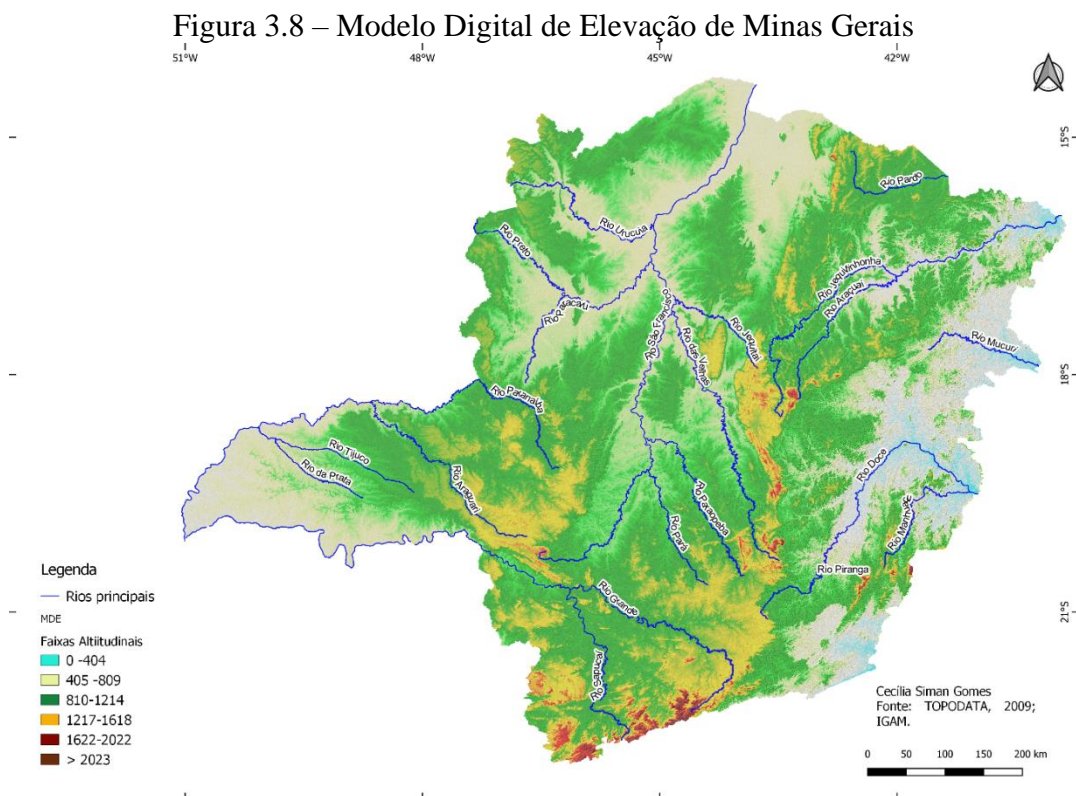 Figura 3.8 – Modelo Digital de Elevação de Minas Gerais
51°W
48°W
45°W
42°W
15°S
18°S
21°S
Rio Pardo
Rio Urucuia
Rio Preto
Rio Paracatu
Rio Jequitinhonha
Rio Araçuaí
Rio São Francisco
Rio das Velhas
Rio Jequitaí
Rio Mucuri
Rio Paranaíba
Rio Tijuco
Rio da Prata
Rio Araguari
Rio Doce
Rio Manhuaçu
Rio Paraopeba
Rio Pará
Rio Piranga
Rio Grande
Rio Sapucaí
Legenda
Rios principais
MDE
Faixas Altiitudinais
0 -404
405 -809
810-1214
1217-1618
1622-2022
> 2023
Cecília Siman Gomes
Fonte: TOPODATA, 2009;
IGAM.
0 50 100 150 200 km